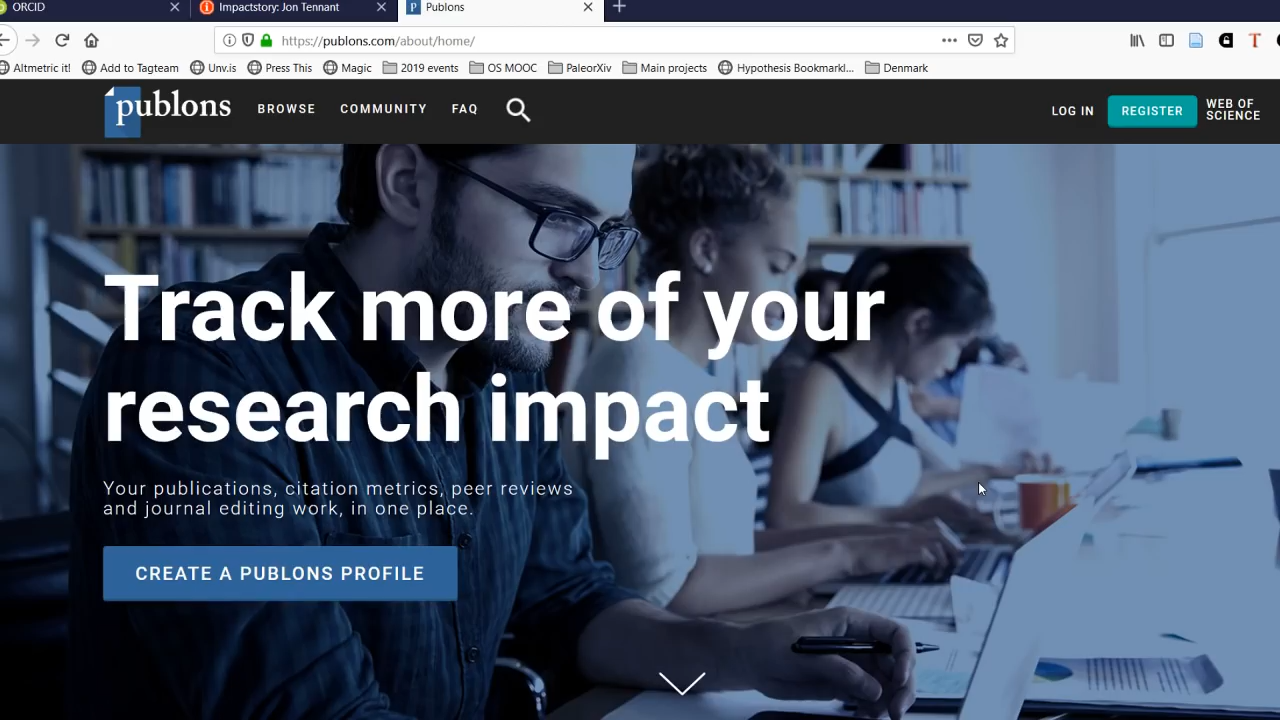 ORCID
Impactstory: Jon Tennant
Publons
https://publons.com/about/home/
Altmetric it! Add to Tagteam Unv.is Press This Magic 2019 events OS MOOC PaleorXiv Main projects Hypothesis Bookmarkl... Denmark
publons BROWSE COMMUNITY FAQ LOG IN REGISTER WEB OF
SCIENCE
Track more of your
research impact
Your publications, citation metrics, peer reviews
and journal editing work, in one place.
CREATE A PUBLONS PROFILE